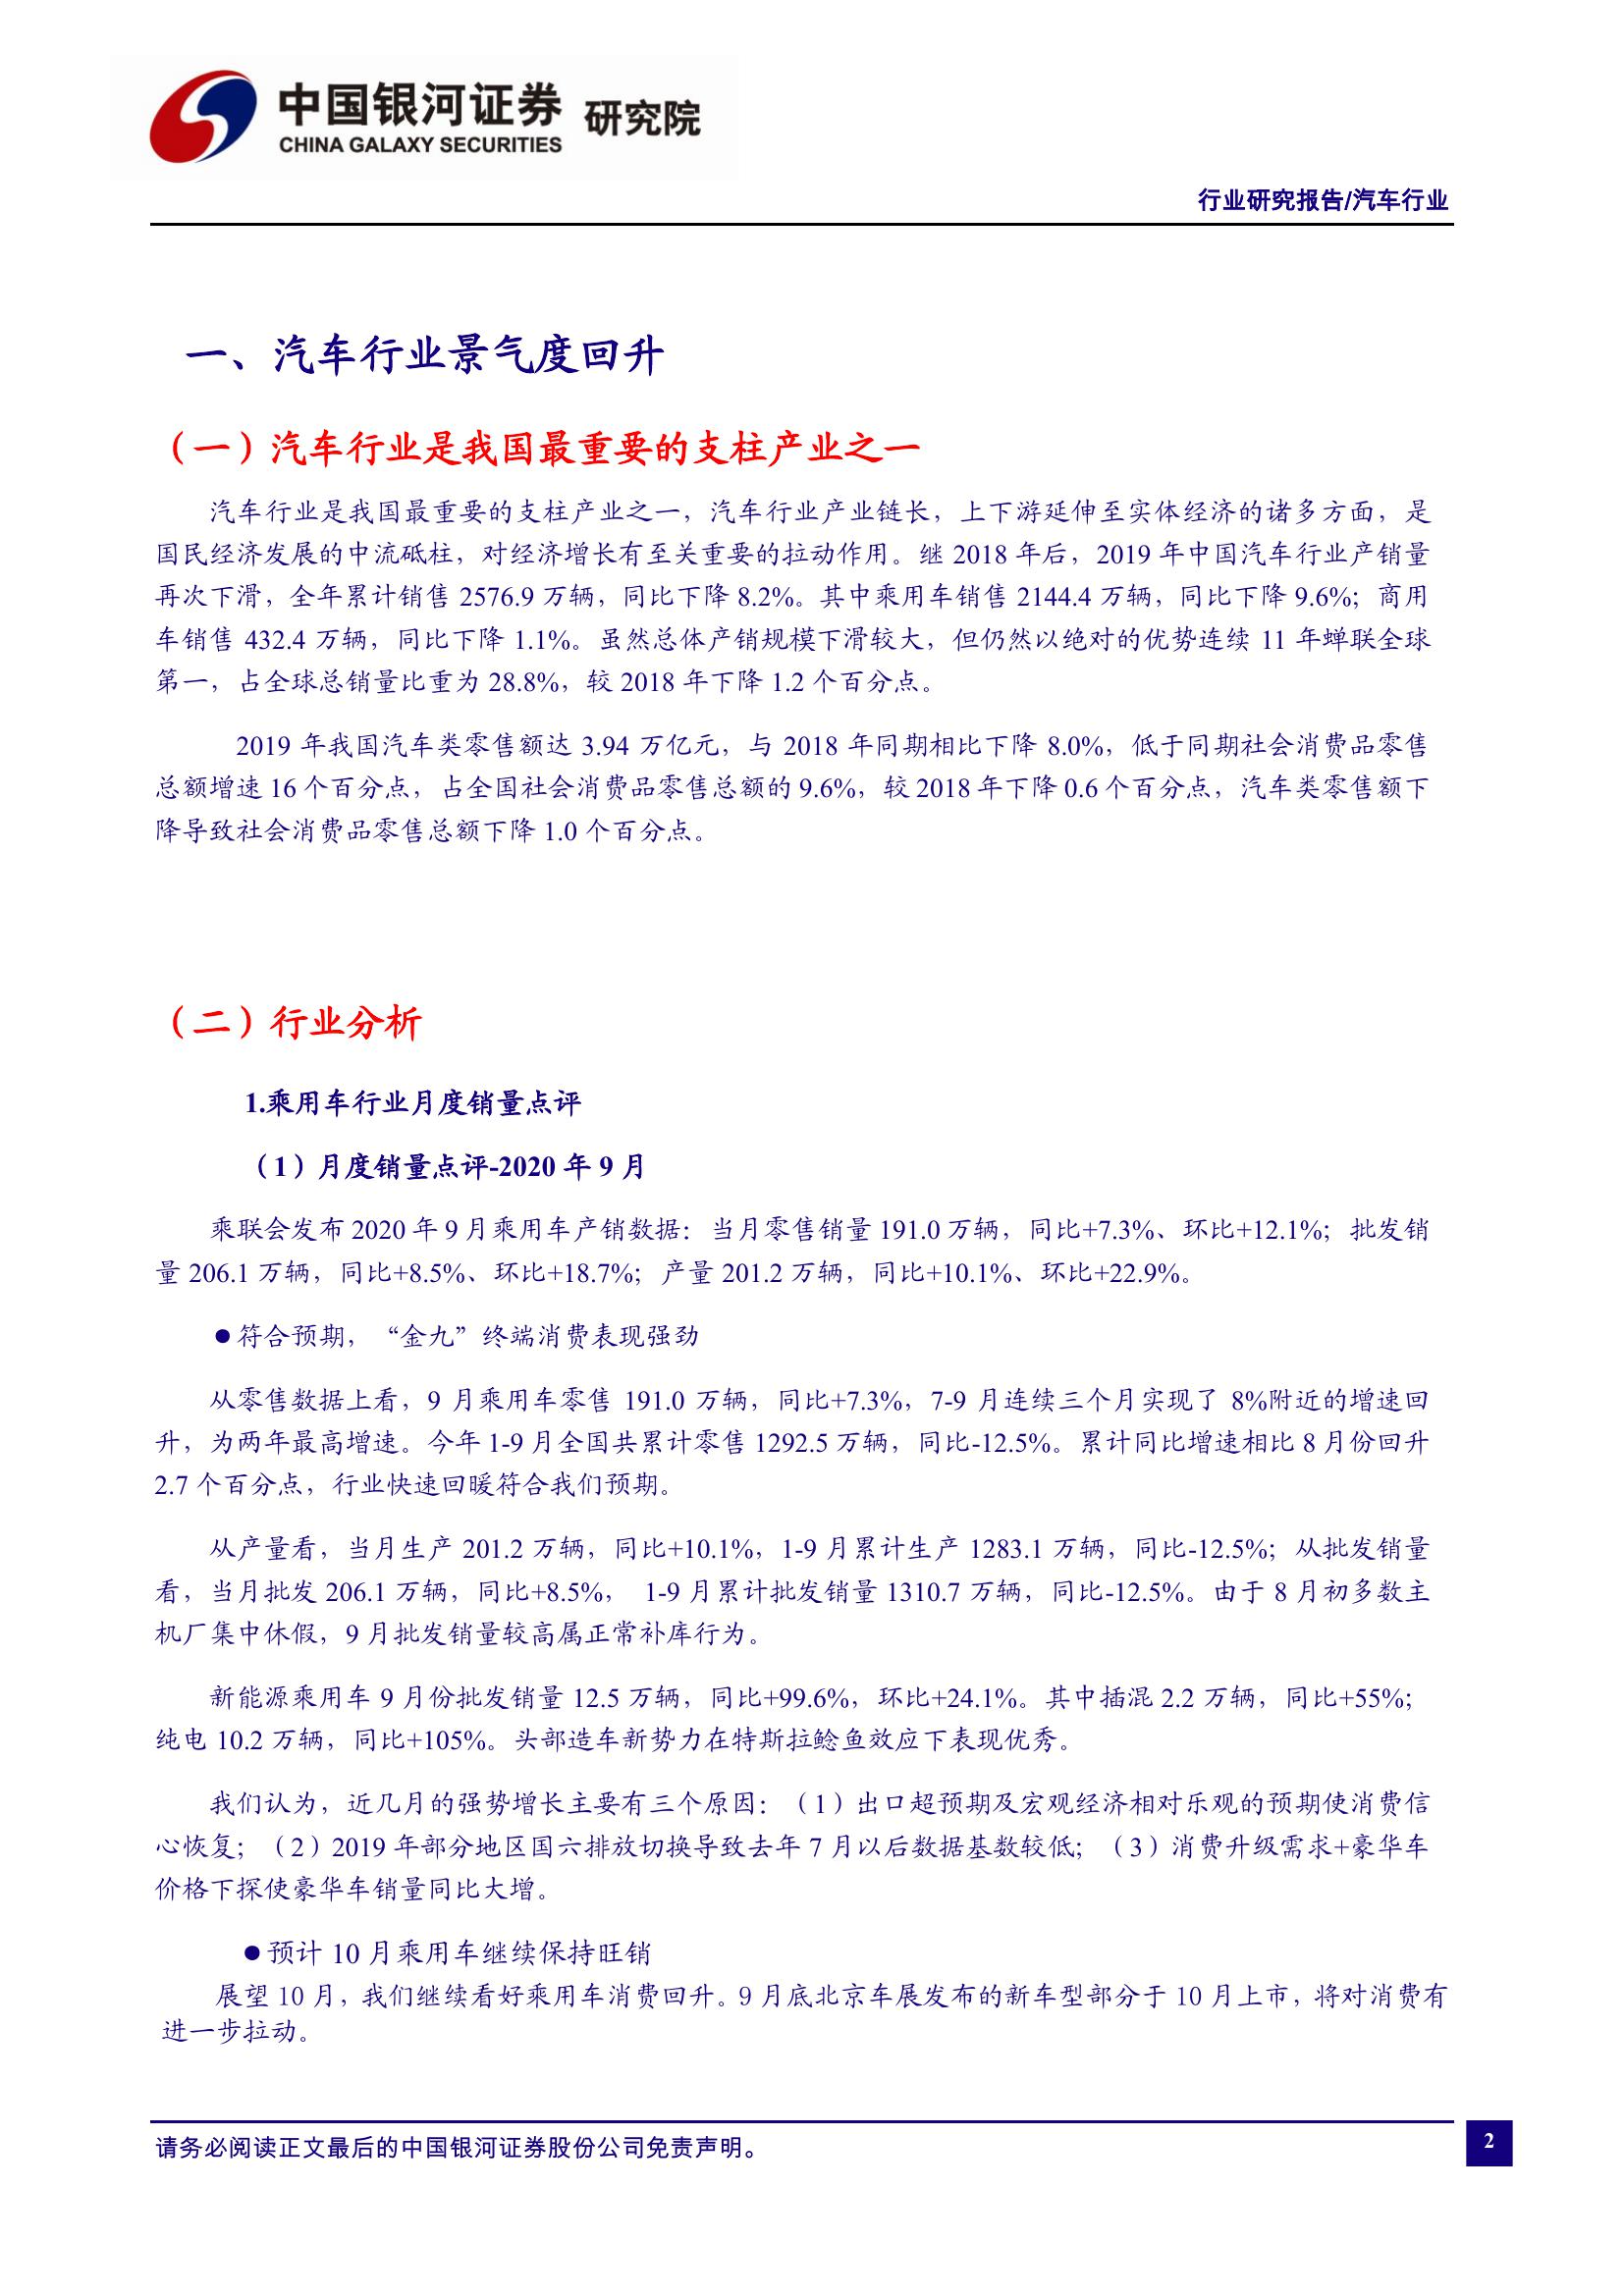 中国银河证券 研究院
CHINA GALAXY SECURITIES
行业研究报告/汽车行业
一、汽车行业景气度回升
（一）汽车行业是我国最重要的支柱产业之一
汽车行业是我国最重要的支柱产业之一，汽车行业产业链长，上下游延伸至实体经济的诸多方面，是
国民经济发展的中流砥柱，对经济增长有至关重要的拉动作用。继 2018 年后，2019 年中国汽车行业产销量
再次下滑，全年累计销售 2576.9 万辆，同比下降 8.2%。其中乘用车销售 2144.4 万辆，同比下降 9.6%；商用
车销售 432.4 万辆，同比下降 1.1%。虽然总体产销规模下滑较大，但仍然以绝对的优势连续 11 年蝉联全球
第一，占全球总销量比重为 28.8%，较 2018 年下降 1.2 个百分点。
2019 年我国汽车类零售额达 3.94 万亿元，与 2018 年同期相比下降 8.0%，低于同期社会消费品零售
总额增速 16 个百分点，占全国社会消费品零售总额的 9.6%，较 2018 年下降 0.6 个百分点，汽车类零售额下
降导致社会消费品零售总额下降 1.0 个百分点。
（二）行业分析
1.乘用车行业月度销量点评
（1）月度销量点评-2020 年 9 月
乘联会发布 2020 年 9 月乘用车产销数据：当月零售销量 191.0 万辆，同比+7.3%、环比+12.1%；批发销
量 206.1 万辆，同比+8.5%、环比+18.7%；产量 201.2 万辆，同比+10.1%、环比+22.9%。
●符合预期，“金九”终端消费表现强劲
从零售数据上看，9 月乘用车零售 191.0 万辆，同比+7.3%，7-9 月连续三个月实现了 8%附近的增速回
升，为两年最高增速。今年 1-9 月全国共累计零售 1292.5 万辆，同比-12.5%。累计同比增速相比 8 月份回升
2.7 个百分点，行业快速回暖符合我们预期。
从产量看，当月生产 201.2 万辆，同比+10.1%，1-9 月累计生产 1283.1 万辆，同比-12.5%；从批发销量
看，当月批发 206.1 万辆，同比+8.5%， 1-9 月累计批发销量 1310.7 万辆，同比-12.5%。由于 8 月初多数主
机厂集中休假，9 月批发销量较高属正常补库行为。
新能源乘用车 9 月份批发销量 12.5 万辆，同比+99.6%，环比+24.1%。其中插混 2.2 万辆，同比+55%；
纯电 10.2 万辆，同比+105%。头部造车新势力在特斯拉鲶鱼效应下表现优秀。
我们认为，近几月的强势增长主要有三个原因：（1）出口超预期及宏观经济相对乐观的预期使消费信
心恢复；（2）2019 年部分地区国六排放切换导致去年 7 月以后数据基数较低；（3）消费升级需求+豪华车
价格下探使豪华车销量同比大增。
●预计 10 月乘用车继续保持旺销
展望 10 月，我们继续看好乘用车消费回升。9 月底北京车展发布的新车型部分于 10 月上市，将对消费有
进一步拉动。
请务必阅读正文最后的中国银河证券股份公司免责声明。
2